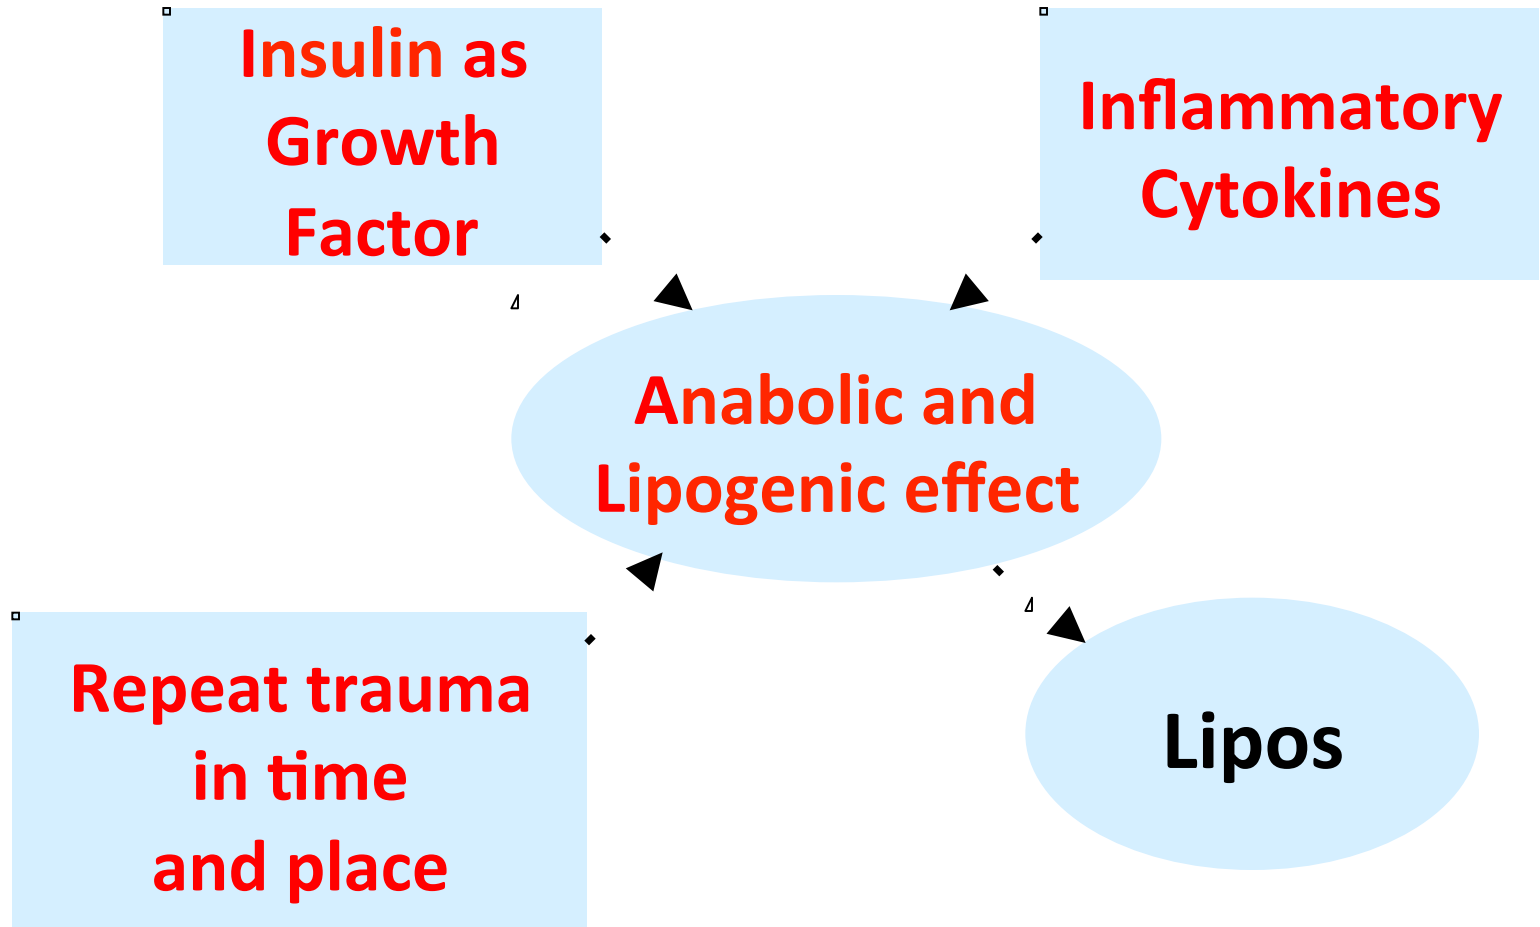 Insulin as
Growth
Factor
Inflammatory
Cytokines
Anabolic and
Lipogenic effect
Repeat trauma
in time
and place
Lipos